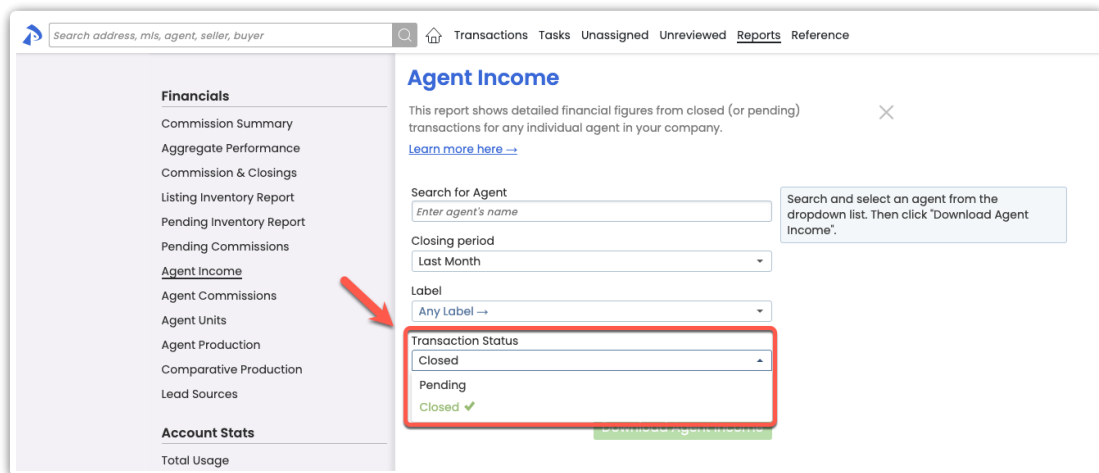 Search address, mls, agent, seller, buyer
Transactions Tasks Unassigned Unreviewed Reports Reference
Financials
Commission Summary
Aggregate Performance
Commission & Closings
Listing Inventory Report
Pending Inventory Report
Pending Commissions
Agent Income
Agent Commissions
Agent Units
Agent Production
Comparative Production
Lead Sources
Account Stats
Total Usage
Agent Income
This report shows detailed financial figures from closed (or pending)
transactions for any individual agent in your company.
Learn more here →
Search for Agent
Enter agent's name
Search and select an agent from the
dropdown list. Then click "Download Agent
Income".
Closing period
Last Month
Label
Any Label →
Transaction Status
Closed
Pending
Closed ✔
Download Agent Income